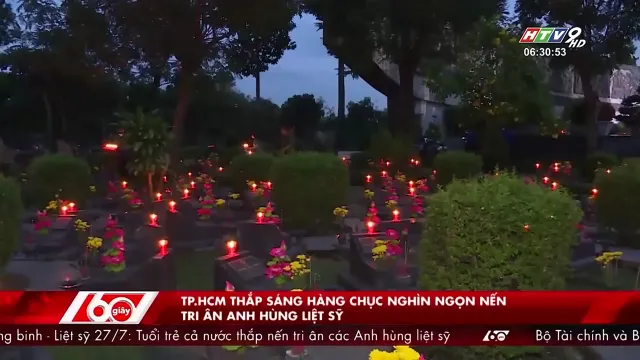 HTV9 HD
06:30:53
60 giây
TP.HCM THẮP SÁNG HÀNG CHỤC NGHÌN NGỌN NẾN
TRI ÂN ANH HÙNG LIỆT SỸ
ng binh - Liệt sỹ 27/7: Tuổi trẻ cả nước thắp nến tri ân các Anh hùng liệt sỹ 60 Bộ Tài chính và B